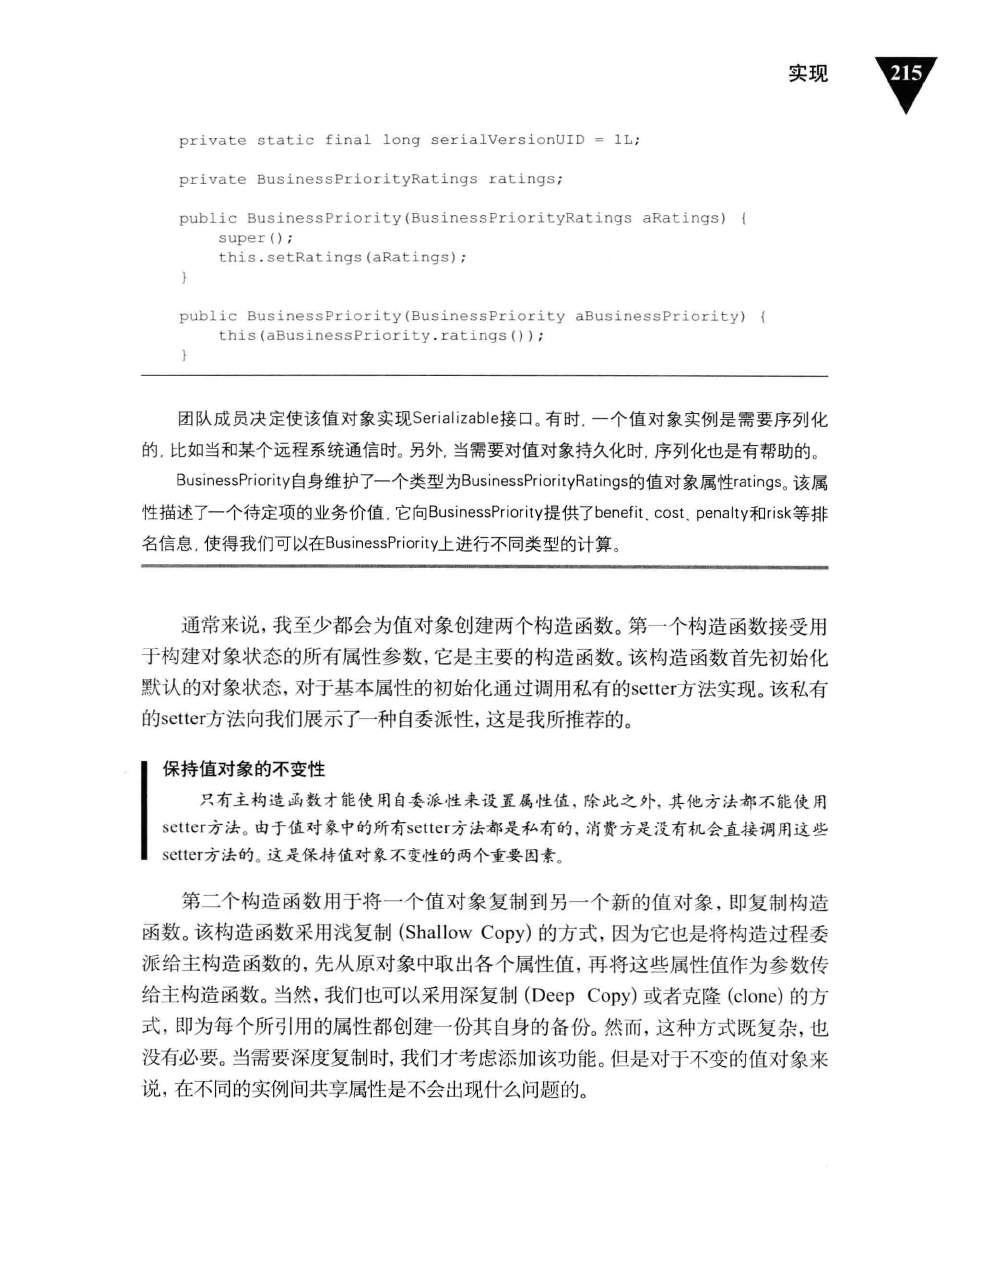 实现
215
private static final long serialVersionUID = 1L;
private BusinessPriorityRatings ratings;
public BusinessPriority(BusinessPriorityRatings aRatings) {
super();
this.setRatings(aRatings);
}
public BusinessPriority(BusinessPriority aBusinessPriority) {
this(aBusinessPriority.ratings());
}
团队成员决定使该值对象实现Serializable接口。有时，一个值对象实例是需要序列化
的，比如当和某个远程系统通信时。另外，当需要对值对象持久化时，序列化也是有帮助的。
BusinessPriority自身维护了一个类型为BusinessPriorityRatings的值对象属性ratings。该属
性描述了一个待定项的业务价值，它向BusinessPriority提供了benefit、cost、penalty和risk等排
名信息，使得我们可以在BusinessPriority上进行不同类型的计算。
通常来说，我至少都会为值对象创建两个构造函数。第一个构造函数接受用
于构建对象状态的所有属性参数，它是主要的构造函数。该构造函数首先初始化
默认的对象状态，对于基本属性的初始化通过调用私有的setter方法实现。该私有
的setter方法向我们展示了一种自委派性，这是我所推荐的。
保持值对象的不变性
只有主构造函数才能使用自委派性来设置属性值，除此之外，其他方法都不能使用
setter方法。由于值对象中的所有setter方法都是私有的，消费方是没有机会直接调用这些
setter方法的。这是保持值对象不变性的两个重要因素。
第二个构造函数用于将一个值对象复制到另一个新的值对象，即复制构造
函数。该构造函数采用浅复制 (Shallow Copy) 的方式，因为它也是将构造过程委
派给主构造函数的，先从原对象中取出各个属性值，再将这些属性值作为参数传
给主构造函数。当然，我们也可以采用深复制 (Deep Copy) 或者克隆 (clone) 的方
式，即为每个所引用的属性都创建一份其自身的备份。然而，这种方式既复杂，也
没有必要。当需要深度复制时，我们才考虑添加该功能。但是对于不变的值对象来
说，在不同的实例间共享属性是不会出现什么问题的。